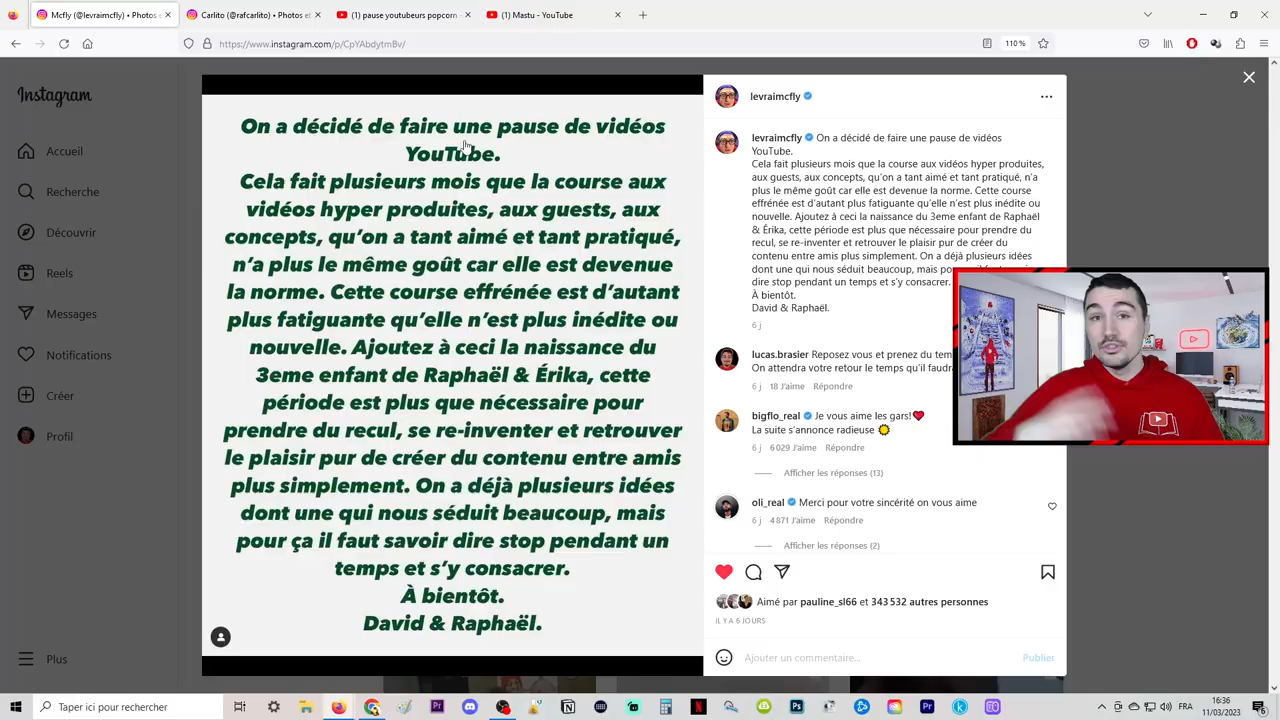 Mcfly (@levraimcfly) • Photos e
Carlito (@rafcarlito) • Photos et
(1) pause youtubeurs popcorn -
(1) Mastu - YouTube
https://www.instagram.com/p/CpYAbdytmBv/
110 %
Instagram
Accueil
Recherche
Découvrir
Reels
Messages
Notifications
Créer
Profil
Plus
On a décidé de faire une pause de vidéos
YouTube.
Cela fait plusieurs mois que la course aux
vidéos hyper produites, aux guests, aux
concepts, qu'on a tant aimé et tant pratiqué,
n'a plus le même goût car elle est devenue
la norme. Cette course effrénée est d'autant
plus fatiguante qu'elle n'est plus inédite ou
nouvelle. Ajoutez à ceci la naissance du
3eme enfant de Raphaël & Érika, cette
période est plus que nécessaire pour
prendre du recul, se re-inventer et retrouver
le plaisir pur de créer du contenu entre amis
plus simplement. On a déjà plusieurs idées
dont une qui nous séduit beaucoup, mais
pour ça il faut savoir dire stop pendant un
temps et s'y consacrer.
À bientôt.
David & Raphaël.
levraimcfly
levraimcfly On a décidé de faire une pause de vidéos
YouTube.
Cela fait plusieurs mois que la course aux vidéos hyper produites,
aux guests, aux concepts, qu'on a tant aimé et tant pratiqué, n'a
plus le même goût car elle est devenue la norme. Cette course
effrénée est d'autant plus fatiguante qu'elle n'est plus inédite ou
nouvelle. Ajoutez à ceci la naissance du 3eme enfant de Raphaël
& Érika, cette période est plus que nécessaire pour prendre du
recul, se re-inventer et retrouver le plaisir pur de créer du
contenu entre amis plus simplement. On a déjà plusieurs idées
dont une qui nous séduit beaucoup, mais po
dire stop pendant un temps et s'y consacrer.
À bientôt.
David & Raphaël.
6 j
lucas.brasier Reposez vous et prenez du tem
On attendra votre retour le temps qu'il faudr
6 j 18 J'aime Répondre
bigflo_real Je vous aime les gars!
La suite s'annonce radieuse
6 j 6 029 J'aime Répondre
Afficher les réponses (13)
oli_real Merci pour votre sincérité on vous aime
6 j 4 871 J'aime Répondre
Afficher les réponses (2)
Aimé par pauline_sl66 et 343 532 autres personnes
IL Y A 6 JOURS
Ajouter un commentaire...
Publier
Taper ici pour rechercher
FRA
16:36
11/03/2023